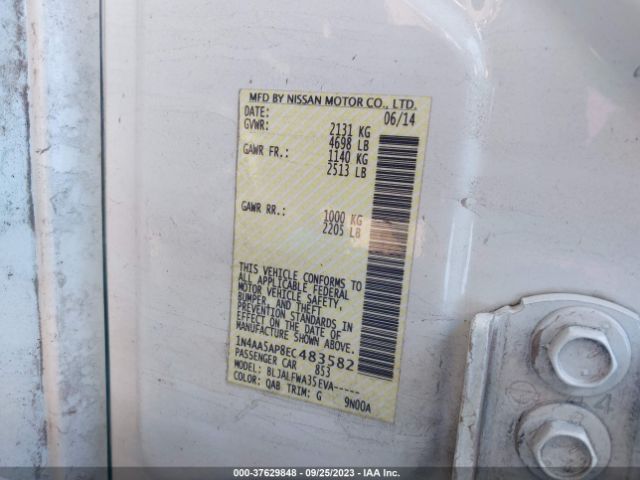 MFD BY NISSAN MOTOR CO., LTD.
DATE: 06/14
GVWR: 2131 KG
4698 LB
GAWR FR.: 1140 KG
2513 LB
GAWR RR.: 1000 KG
2205 LB
THIS VEHICLE CONFORMS TO
ALL APPLICABLE FEDERAL
MOTOR VEHICLE SAFETY,
BUMPER, AND THEFT
PREVENTION STANDARDS IN
EFFECT ON THE DATE OF
MANUFACTURE SHOWN ABOVE.
1N4AA5AP8EC483582
PASSENGER CAR 853
MODEL: BLJALFWA35EVA-----
COLOR: QAB TRIM: G 9N00A
4
000-37629848 - 09/25/2023 - IAA Inc.